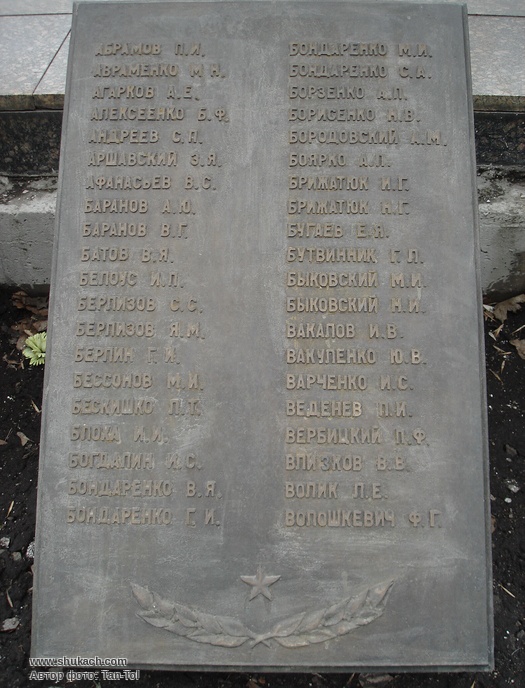 АБРАМОВ П.И.
АВРАМЕНКО М.Н.
АГАРКОВ А.Е.
АЛЕКСЕЕНКО Б.Ф.
АНДРЕЕВ С.П.
АРШАВСКИЙ З.Я.
АФАНАСЬЕВ В.С.
БАРАНОВ А.Ю.
БАРАНОВ В.Г.
БАТОВ В.Я.
БЕЛОУС И.П.
БЕРЛИЗОВ С.С.
БЕРЛИЗОВ Я.М.
БЕРЛИН Г.И.
БЕССОНОВ М.И.
БЕСКИШКО П.Т.
БЛОХА И.И.
БОГДАЛИН И.С.
БОНДАРЕНКО В.Я.
БОНДАРЕНКО Г.И.
БОНДАРЕНКО М.И.
БОНДАРЕНКО С.А.
БОРЗЕНКО А.П.
БОРИСЕНКО Н.В.
БОРОДОВСКИЙ А.М.
БОЯРКО А.П.
БРИЖАТЮК И.Г.
БРИЖАТЮК Н.Г.
БУГАЕВ Е.Я.
БУТВИННИК Г.Л.
БЫКОВСКИЙ М.И.
БЫКОВСКИЙ Н.И.
ВАКАЛОВ И.В.
ВАКУЛЕНКО Ю.В.
ВАРЧЕНКО И.С.
ВЕДЕНЕВ П.И.
ВЕРБИЦКИЙ Л.Ф.
ВЛИЗКОВ В.В.
ВОЛИК Л.Е.
ВОЛОШКЕВИЧ Ф.Г.
www.shukach.com
Автор фото: Tan-Tol